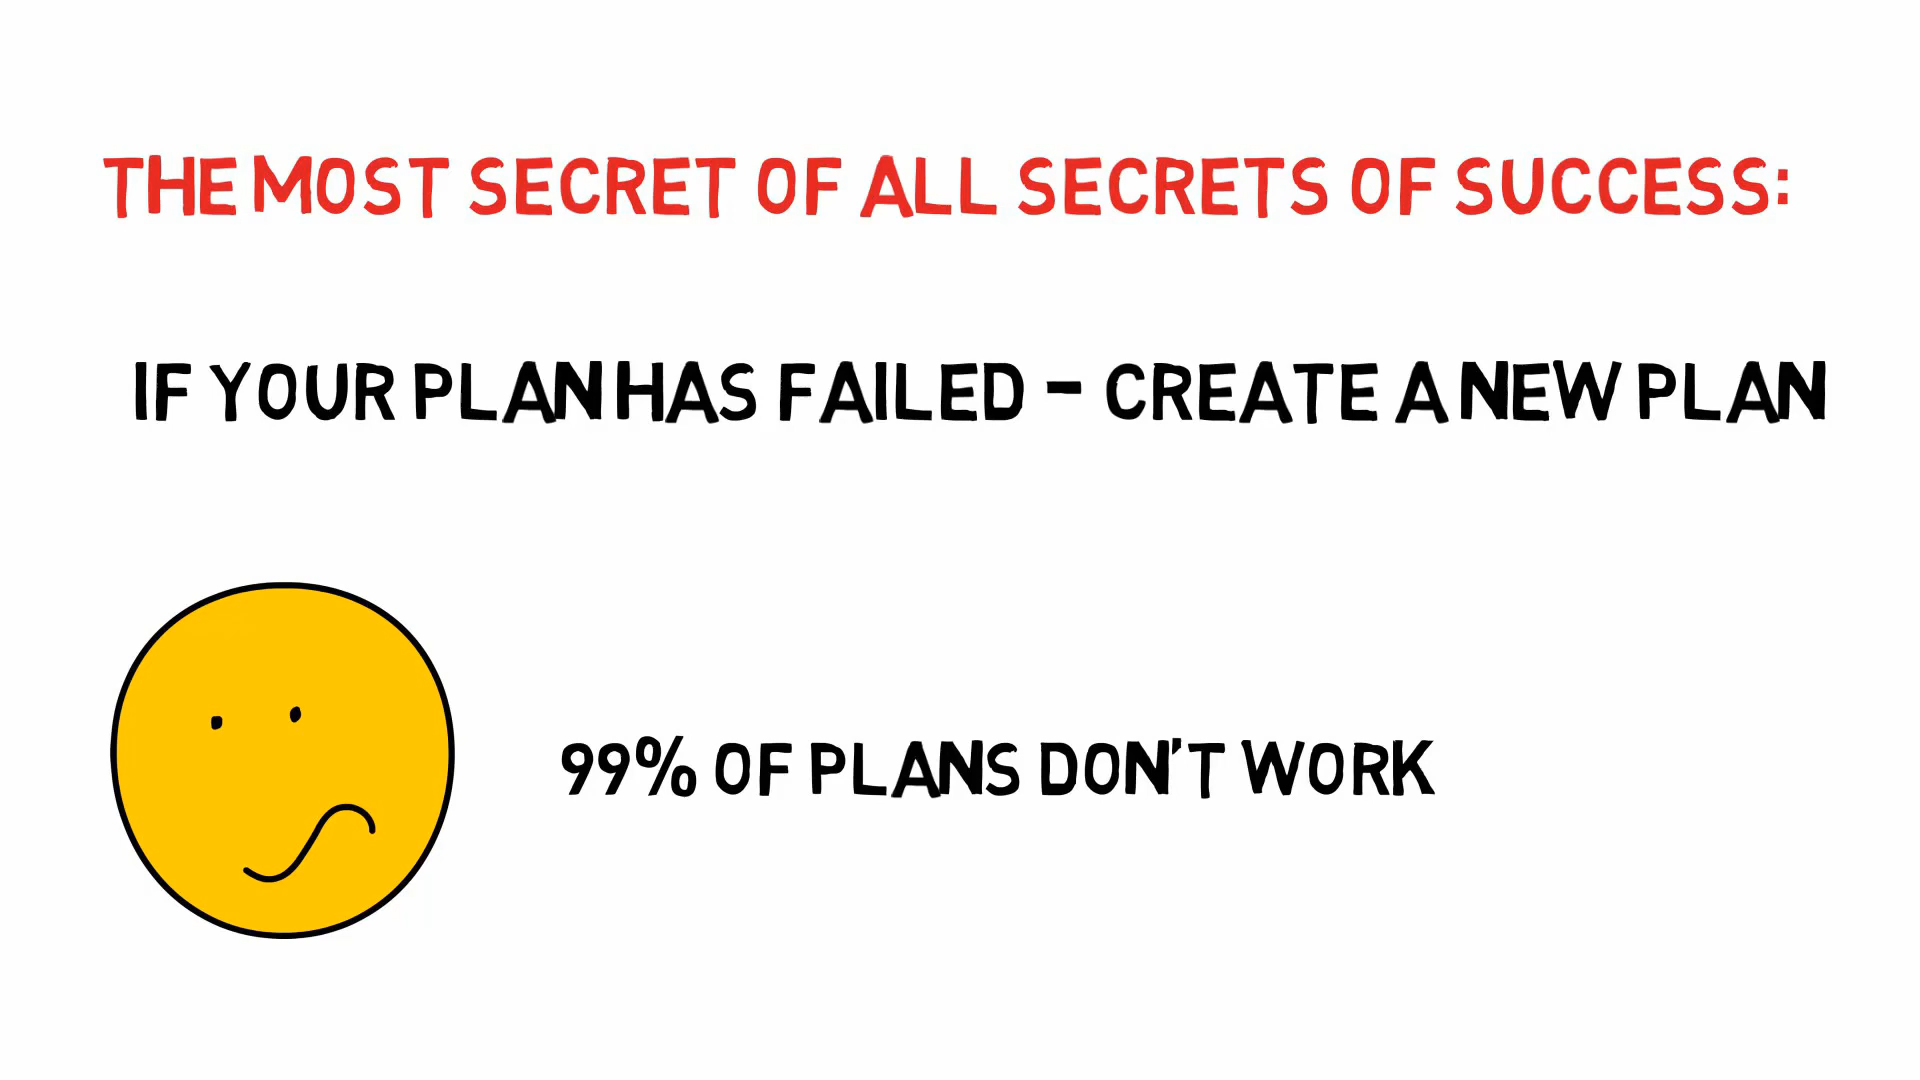 THE MOST SECRET OF ALL SECRETS OF SUCCESS:
IF YOUR PLAN HAS FAILED - CREATE A NEW PLAN
99% OF PLANS DON'T WORK